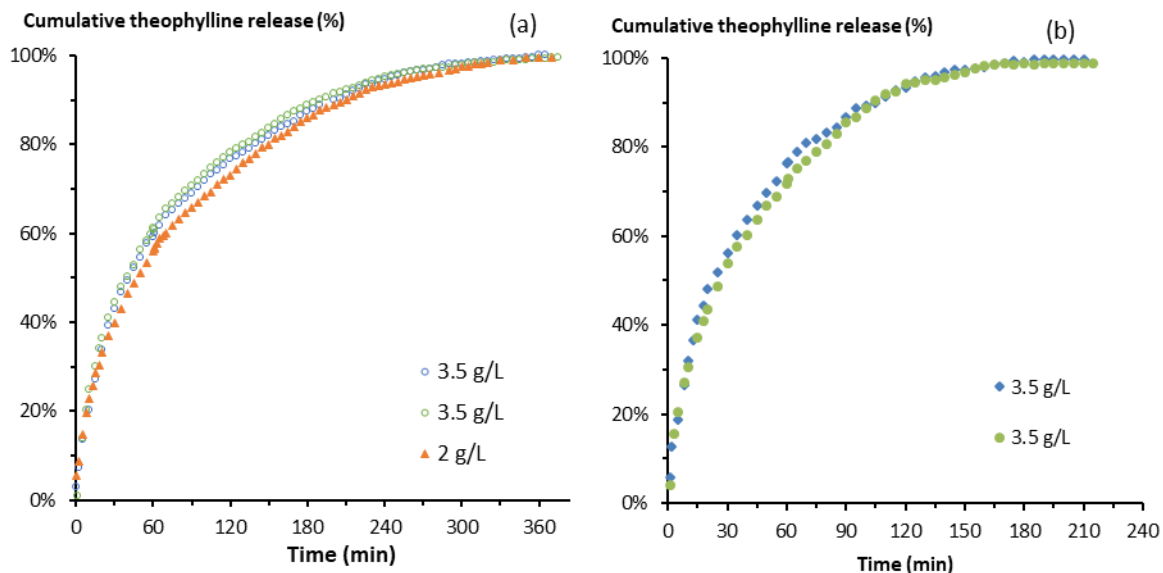 Cumulative theophylline release (%)
(a)
100%
80%
60%
40%
20%
0%
0 60 120 180 240 300 360
Time (min)
3.5 g/L
3.5 g/L
2 g/L
Cumulative theophylline release (%)
(b)
100%
80%
60%
40%
20%
0%
0 30 60 90 120 150 180 210 240
Time (min)
3.5 g/L
3.5 g/L